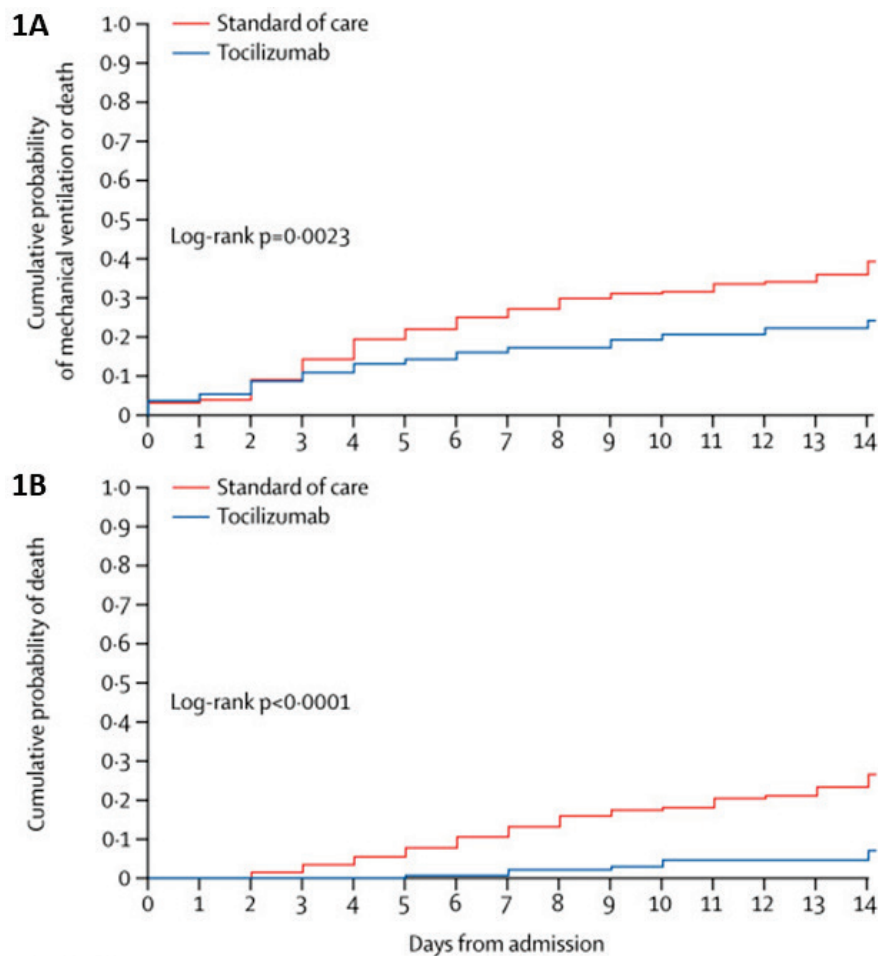 1A
Standard of care
Tocilizumab
1·0
0·9
0·8
0·7
0·6
0·5
0·4
0·3
0·2
0·1
0
Cumulative probability
of mechanical ventilation or death
Log-rank p=0·0023
0 1 2 3 4 5 6 7 8 9 10 11 12 13 14
1B
Standard of care
Tocilizumab
1·0
0·9
0·8
0·7
0·6
0·5
0·4
0·3
0·2
0·1
0
Cumulative probability of death
Log-rank p<0·0001
0 1 2 3 4 5 6 7 8 9 10 11 12 13 14
Days from admission